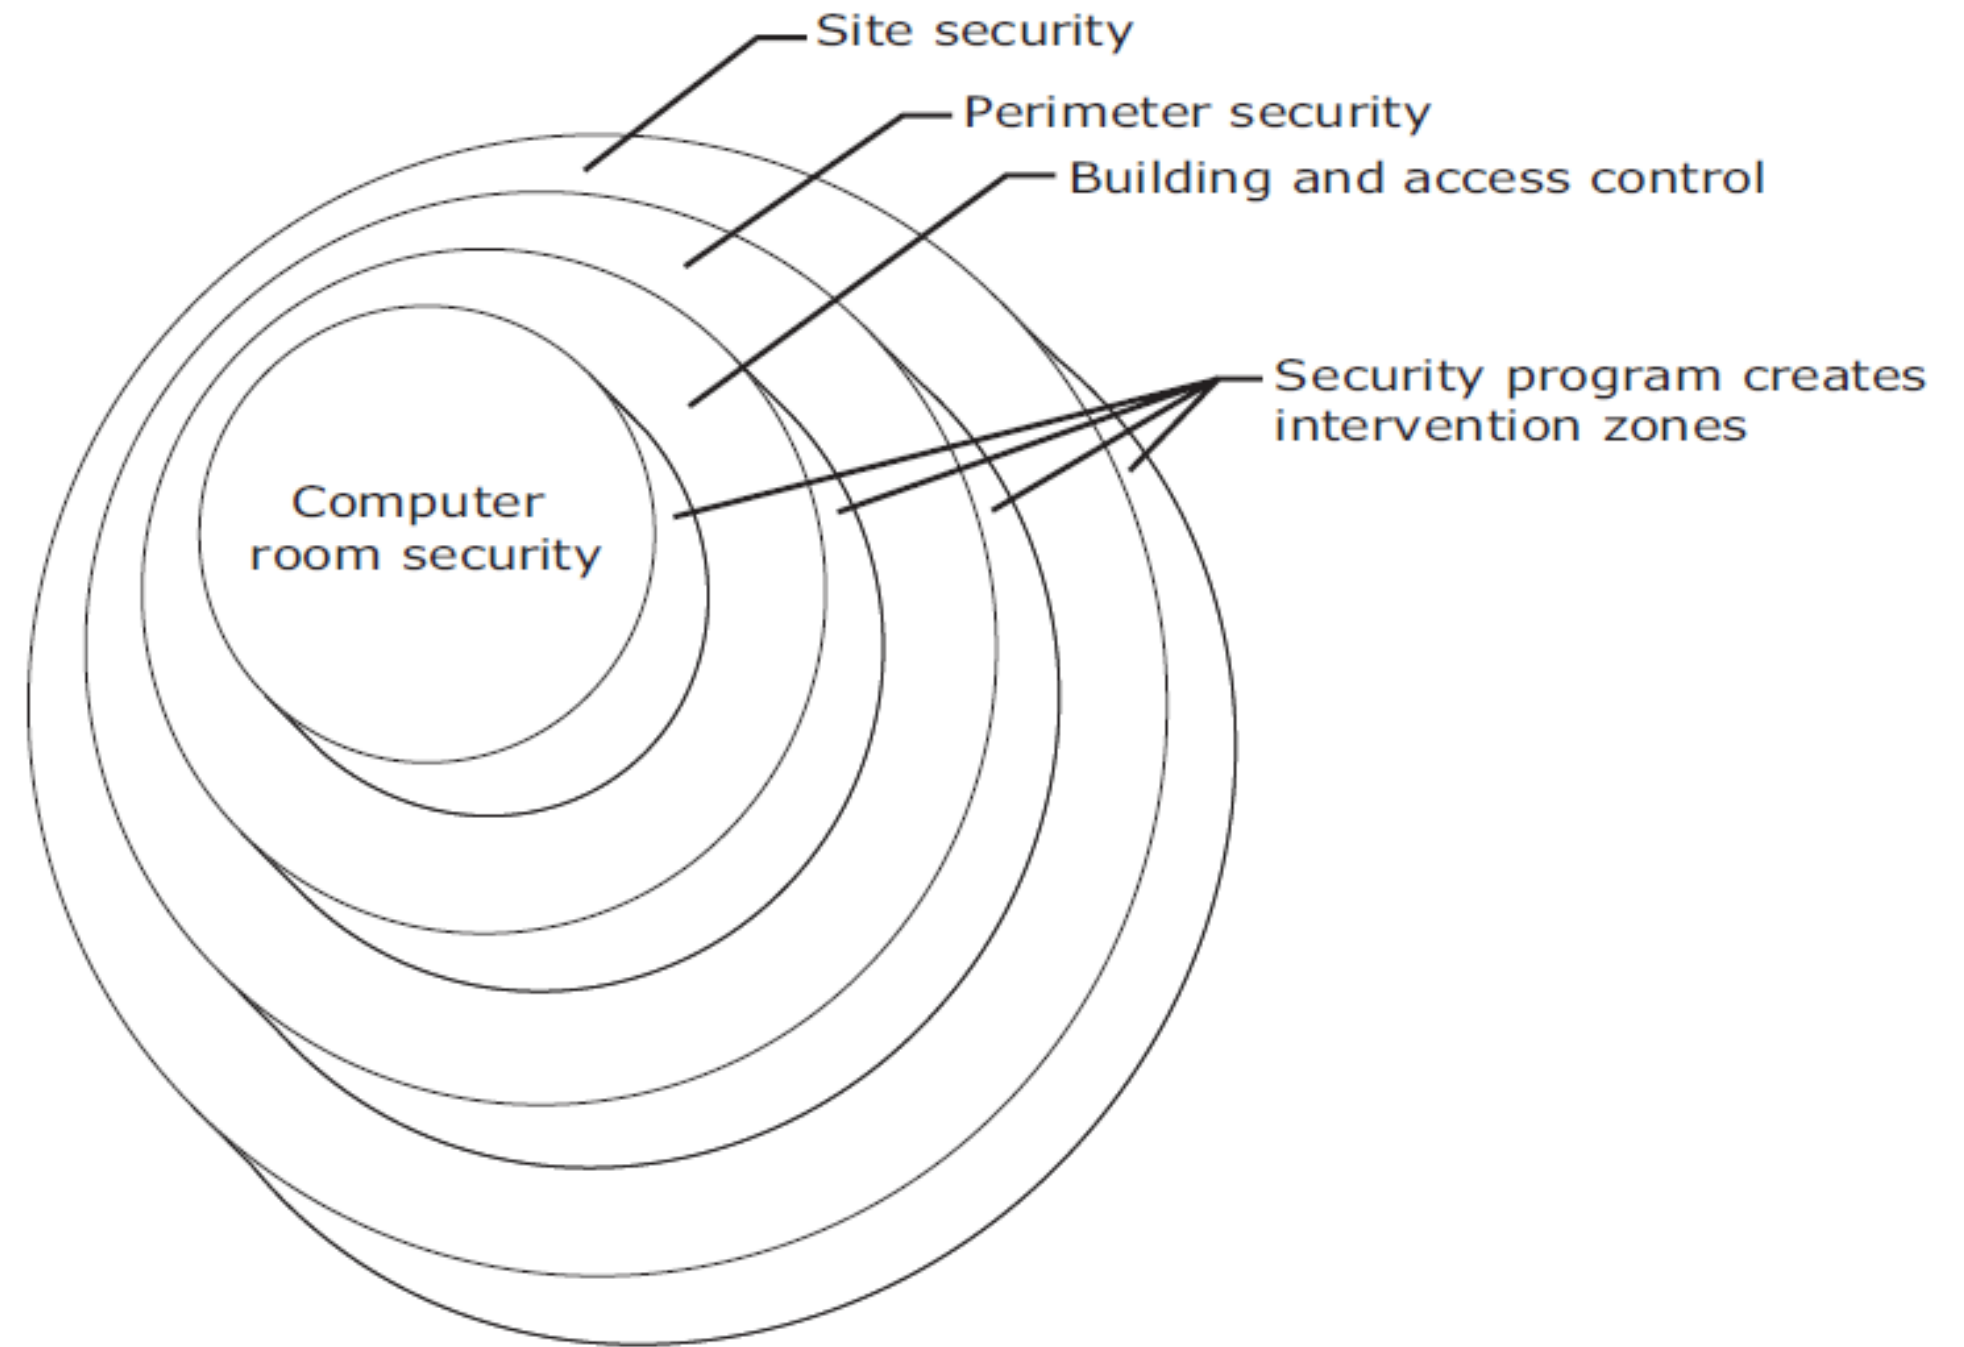 Site security
Perimeter security
Building and access control
Security program creates
intervention zones
Computer
room security